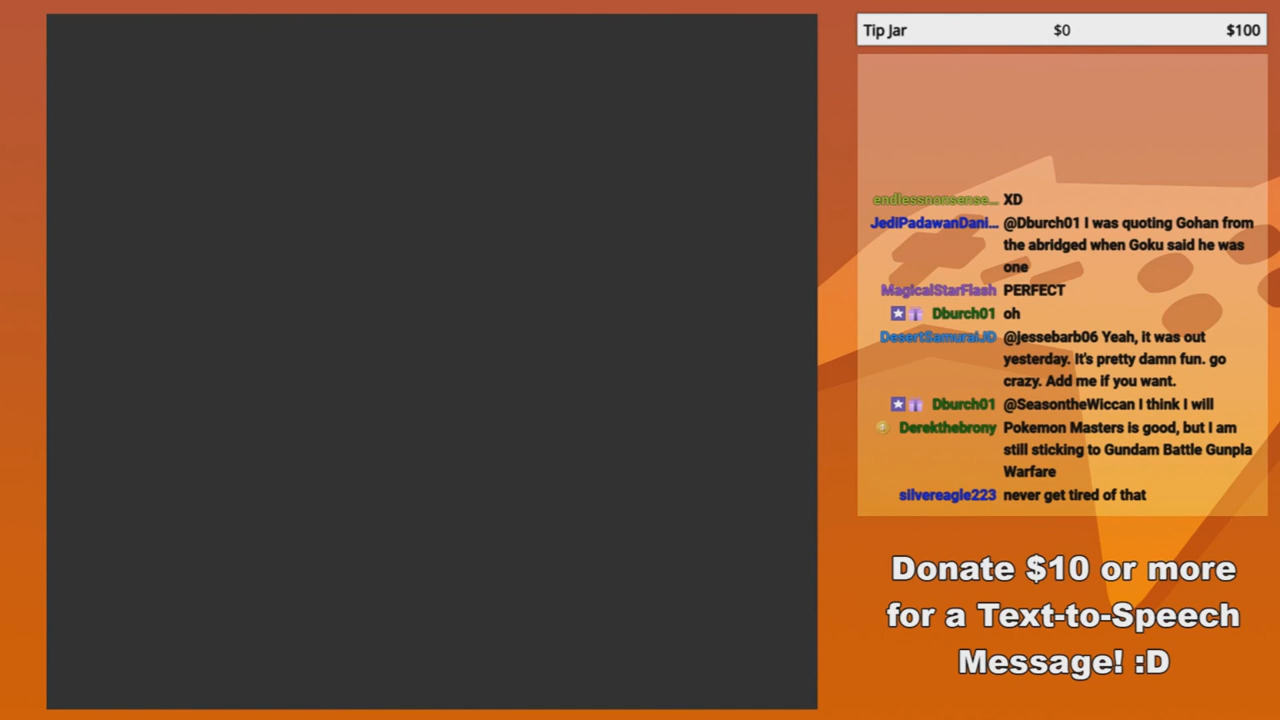 Tip Jar $0 $100
endlessnonsense... XD
JediPadawanDani... @Dburch01 I was quoting Gohan from
the abridged when Goku said he was
one
MagicalStarFlash PERFECT
Dburch01 oh
DesertSamuraiJD @jessebarb06 Yeah, it was out
yesterday. It's pretty damn fun. go
crazy. Add me if you want.
Dburch01 @SeasontheWiccan I think I will
Derekthebrony Pokemon Masters is good, but I am
still sticking to Gundam Battle Gunpla
Warfare
silvereagle223 never get tired of that
Donate $10 or more
for a Text-to-Speech
Message! :D